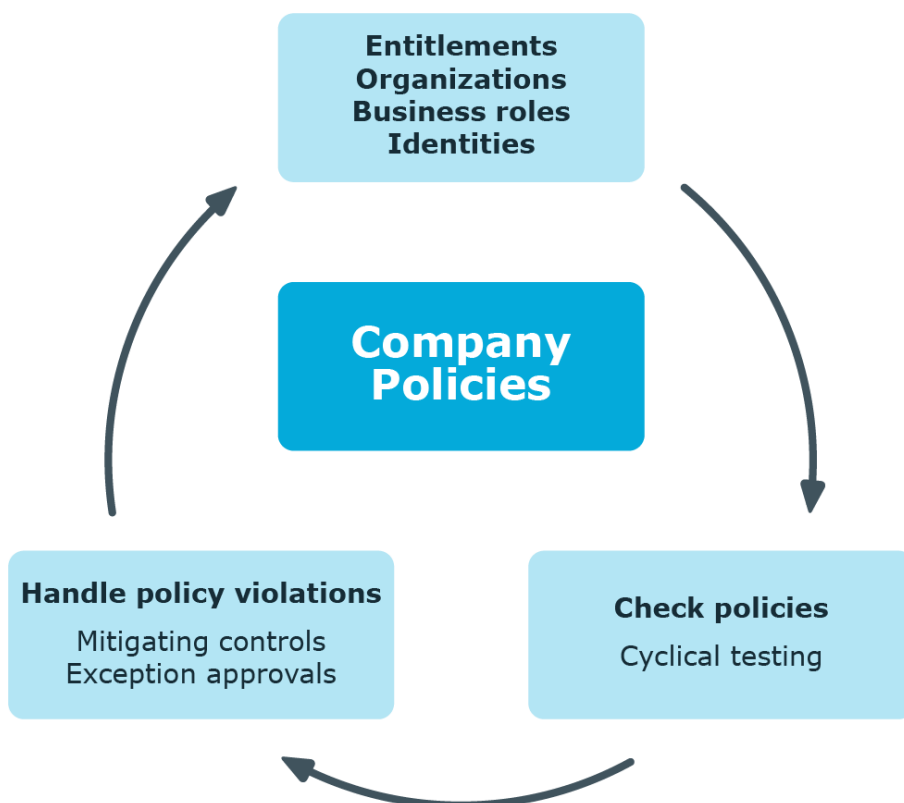 Entitlements
Organizations
Business roles
Identities
Company
Policies
Handle policy violations
Mitigating controls
Exception approvals
Check policies
Cyclical testing